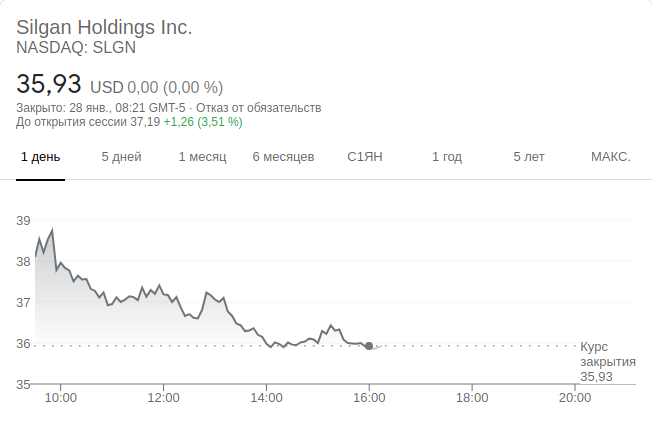 Silgan Holdings Inc.
NASDAQ: SLGN
35,93 USD 0,00 (0,00 %)
Закрыто: 28 янв., 08:21 GMT-5 · Отказ от обязательств
До открытия сессии 37,19 +1,26 (3,51 %)
1 день 5 дней 1 месяц 6 месяцев С1ЯН 1 год 5 лет МАКС.
39
38
37
36
Курс
закрытия
35,93
35
10:00 12:00 14:00 16:00 18:00 20:00